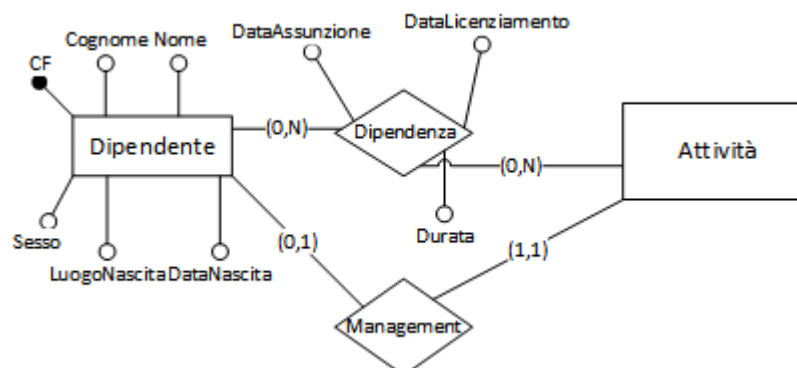 DataLicenziamento
DataAssunzione
Cognome Nome
CF
Dipendente
(0,N)
Dipendenza
Attività
(0,N)
Sesso
Durata
(0,1)
(1,1)
LuogoNascita DataNascita
Management